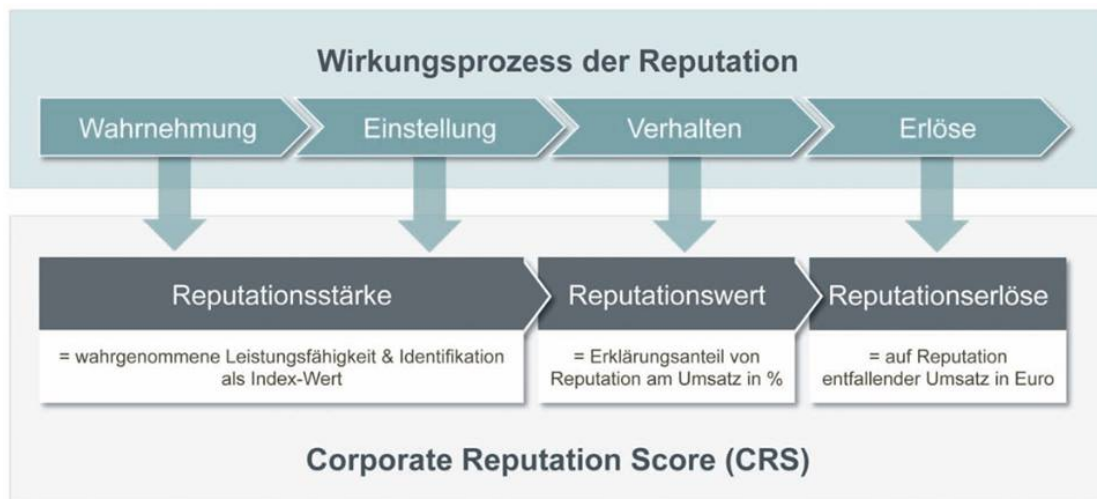 Wirkungsprozess der Reputation
Wahrnehmung
Einstellung
Verhalten
Erlöse
Reputationsstärke
= wahrgenommene Leistungsfähigkeit & Identifikation
als Index-Wert
Reputationswert
= Erklärungsanteil von
Reputation am Umsatz in %
Reputationserlöse
= auf Reputation
entfallender Umsatz in Euro
Corporate Reputation Score (CRS)